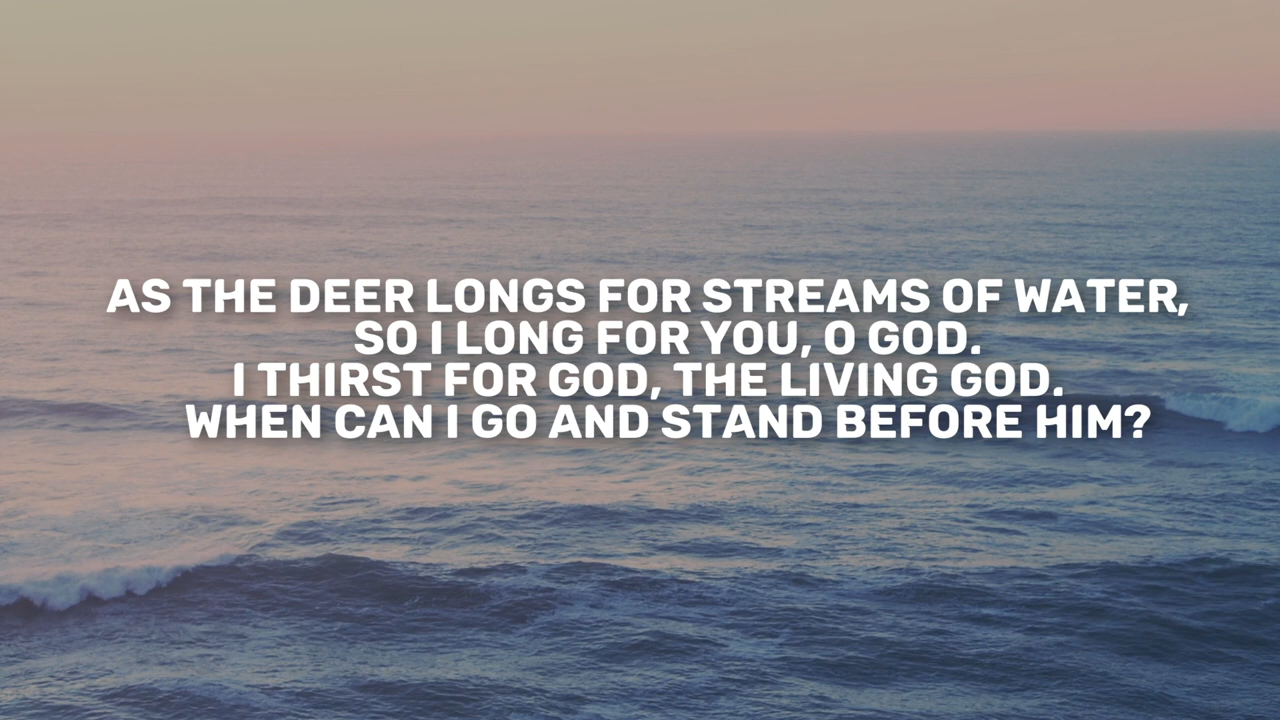 AS THE DEER LONGS FOR STREAMS OF WATER,
SO I LONG FOR YOU, O GOD.
I THIRST FOR GOD, THE LIVING GOD.
WHEN CAN I GO AND STAND BEFORE HIM?